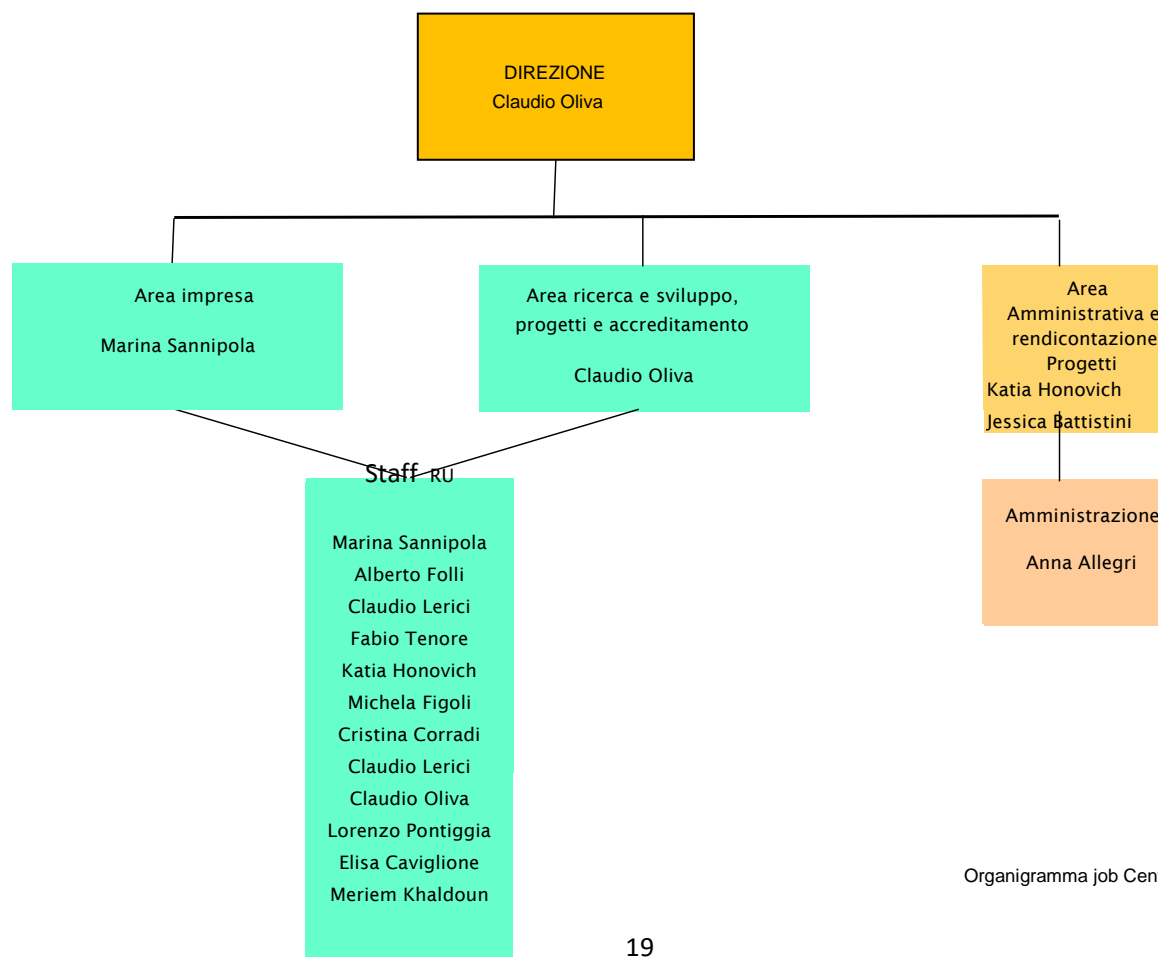 DIREZIONE
Claudio Oliva
Area impresa
Marina Sannipola
Area ricerca e sviluppo,
progetti e accreditamento
Claudio Oliva
Area
Amministrativa e
rendicontazione
Progetti
Katia Honovich
Jessica Battistini
Staff RU
Marina Sannipola
Alberto Folli
Claudio Lerici
Fabio Tenore
Katia Honovich
Michela Figoli
Cristina Corradi
Claudio Lerici
Claudio Oliva
Lorenzo Pontiggia
Elisa Caviglione
Meriem Khaldoun
Amministrazione
Anna Allegri
Organigramma job Cen
19